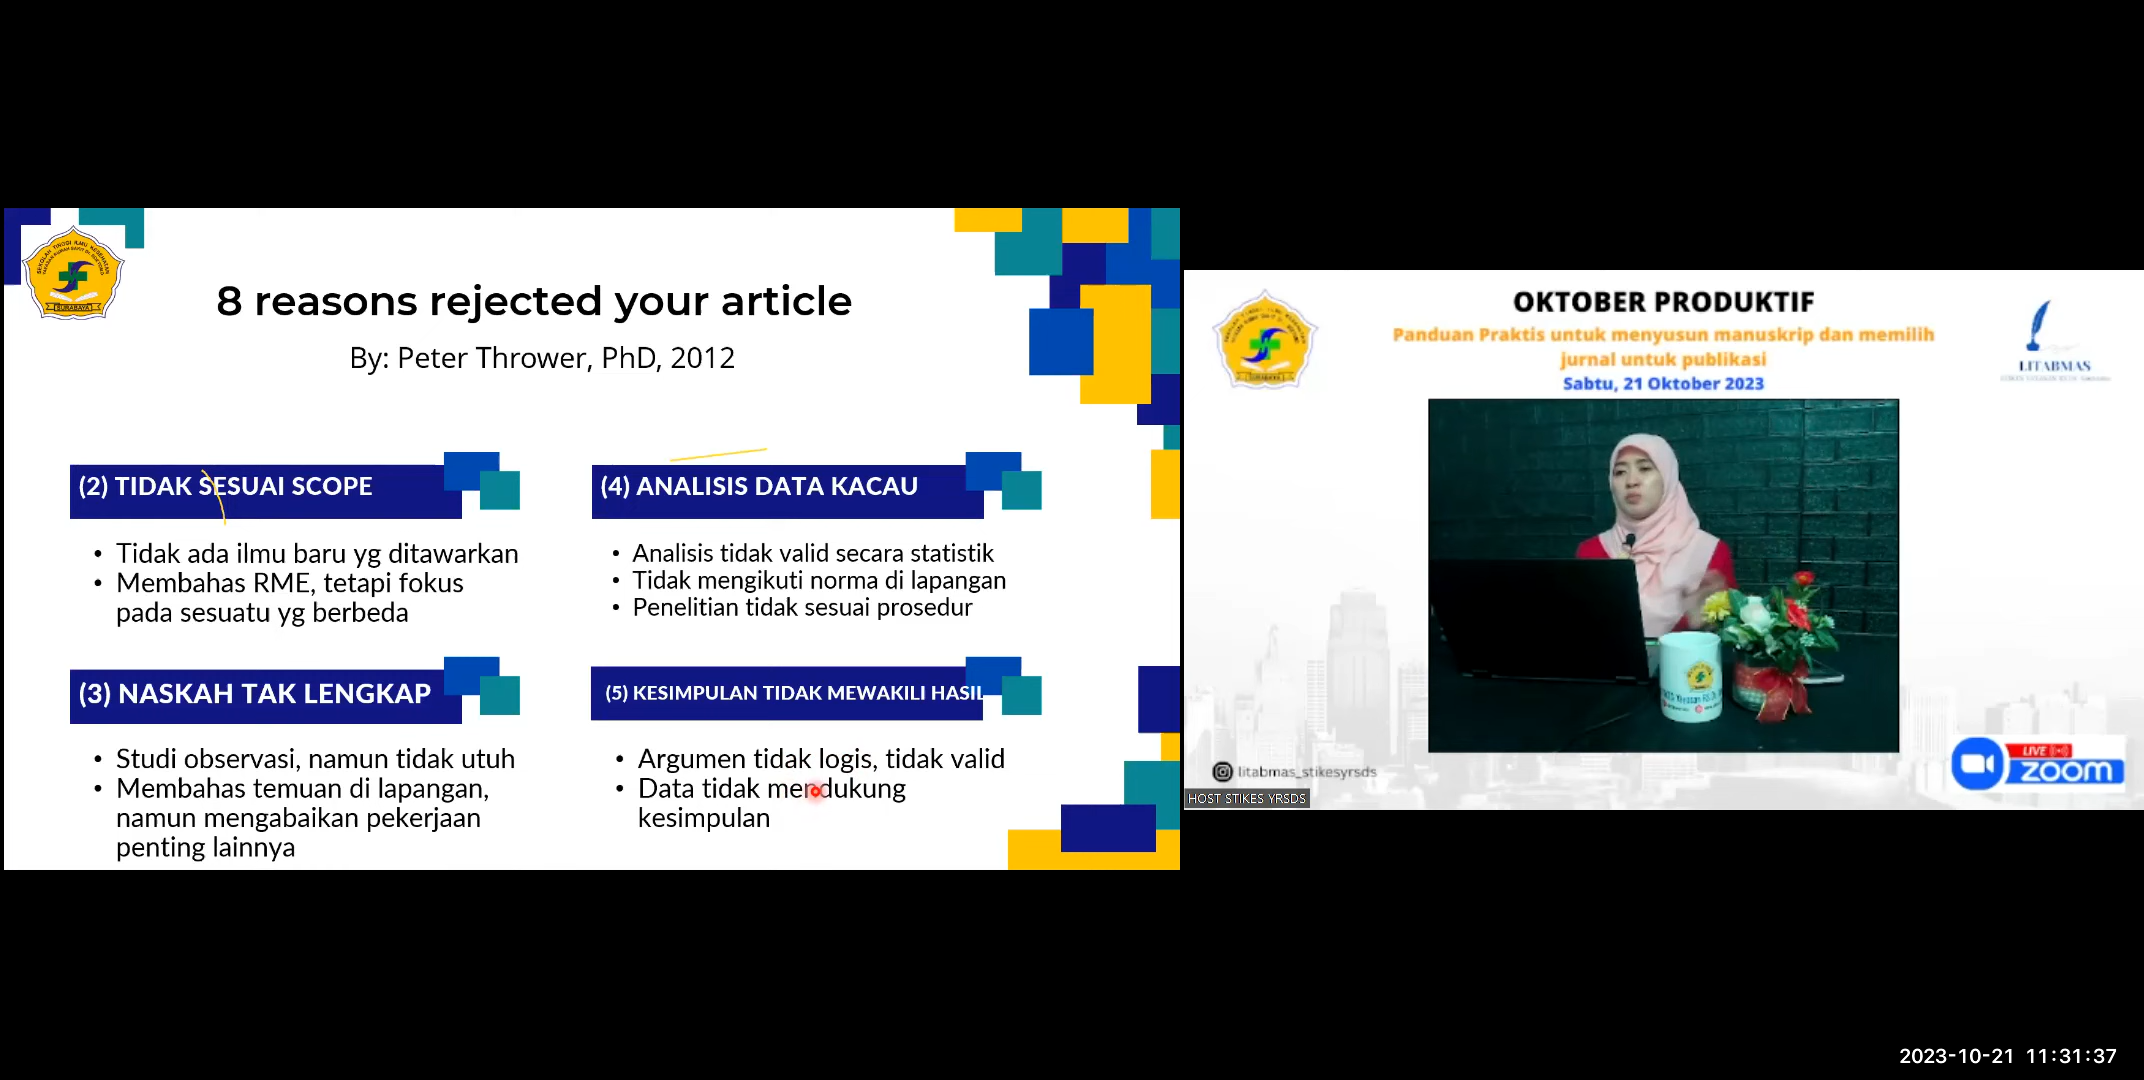 8 reasons rejected your article
By: Peter Thrower, PhD, 2012
(2) TIDAK SESUAI SCOPE
Tidak ada ilmu baru yg ditawarkan
Membahas RME, tetapi fokus
pada sesuatu yg berbeda
(3) NASKAH TAK LENGKAP
Studi observasi, namun tidak utuh
Membahas temuan di lapangan,
namun mengabaikan pekerjaan
penting lainnya
(4) ANALISIS DATA KACAU
Analisis tidak valid secara statistik
Tidak mengikuti norma di lapangan
Penelitian tidak sesuai prosedur
(5) KESIMPULAN TIDAK MEWAKILI HASIL
Argumen tidak logis, tidak valid
Data tidak mendukung
kesimpulan
SURABAYA
OKTOBER PRODUKTIF
Panduan Praktis untuk menyusun manuskrip dan memilih
jurnal untuk publikasi
Sabtu, 21 Oktober 2023
LITABMAS
litabmas_stikesyrsds
HOST STIKES YRSDS
LIVE
zoom
2023-10-21 11:31:37